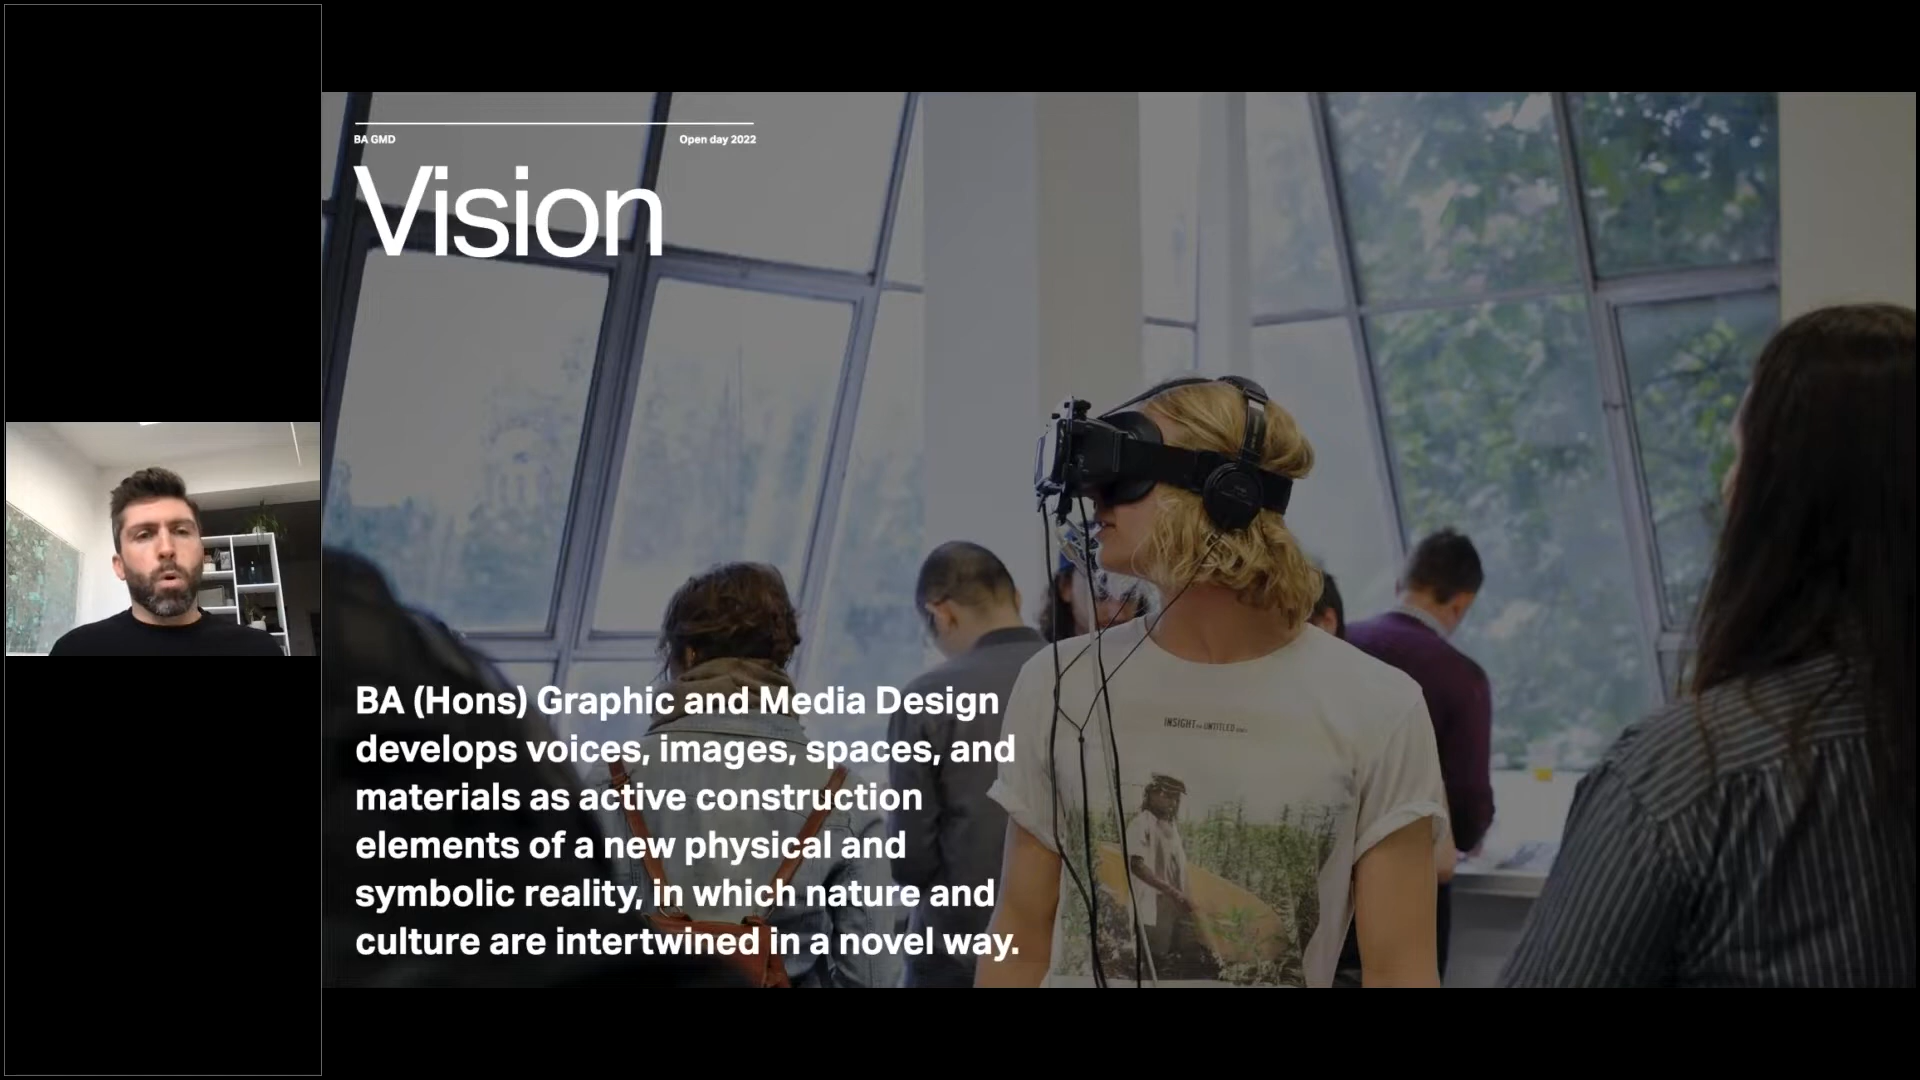 BA GMD
Open day 2022
Vision
BA (Hons) Graphic and Media Design
develops voices, images, spaces, and
materials as active construction
elements of a new physical and
symbolic reality, in which nature and
culture are intertwined in a novel way.
INSIGHT
UNTITLED